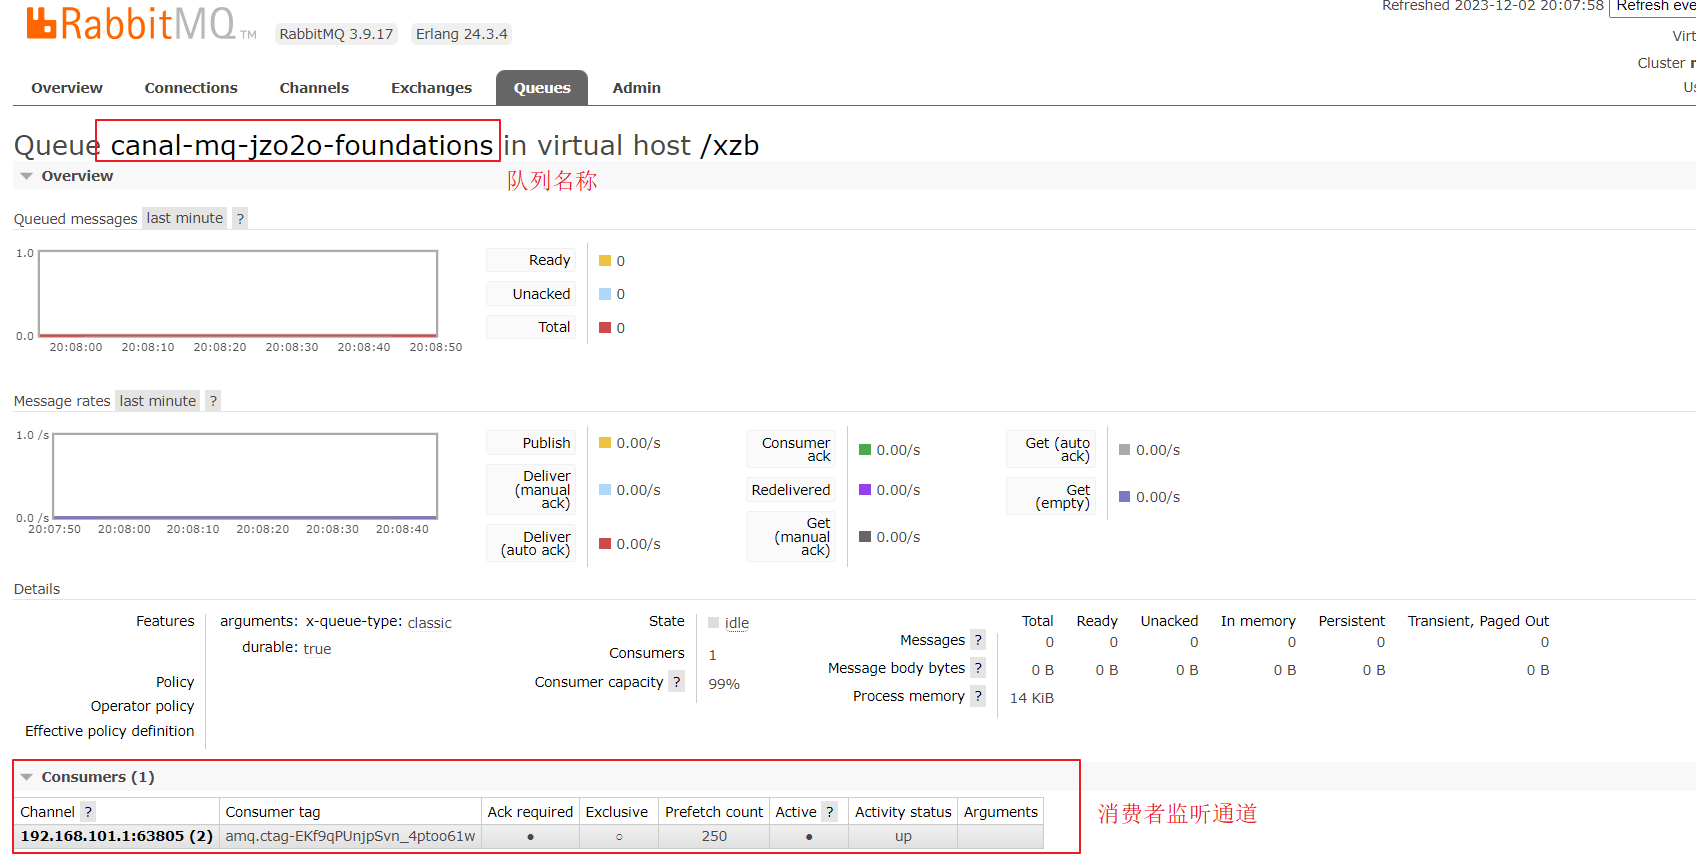 Refreshed 2023-12-02 20:07:58 Refresh eve
RabbitMQ TM RabbitMQ 3.9.17 Erlang 24.3.4
Virt
Cluster r
Us
Overview Connections Channels Exchanges Queues Admin
Queue canal-mq-jzo2o-foundations in virtual host /xzb
Overview
队列名称
Queued messages last minute ?
1.0
0.0
20:08:00 20:08:10 20:08:20 20:08:30 20:08:40 20:08:50
Ready 0
Unacked 0
Total 0
Message rates last minute ?
1.0 /s
0.0 /s
20:07:50 20:08:00 20:08:10 20:08:20 20:08:30 20:08:40
Publish 0.00/s
Deliver
(manual 0.00/s
ack)
Deliver
(auto ack) 0.00/s
Consumer
ack 0.00/s
Redelivered 0.00/s
Get
(manual 0.00/s
ack)
Get (auto
ack) 0.00/s
Get
(empty) 0.00/s
Details
Features arguments: x-queue-type: classic
durable: true
Policy
Operator policy
Effective policy definition
State idle
Consumers 1
Consumer capacity ? 99%
Total Ready Unacked In memory Persistent Transient, Paged Out
Messages ? 0 0 0 0 0 0
Message body bytes ? 0 B 0 B 0 B 0 B 0 B 0 B
Process memory ? 14 KiB
Consumers (1)
Channel ? Consumer tag Ack required Exclusive Prefetch count Active ? Activity status Arguments
192.168.101.1:63805 (2) amq.ctag-EKf9qPUnjpSvn_4ptoo61w ● ○ 250 ● up
消费者监听通道